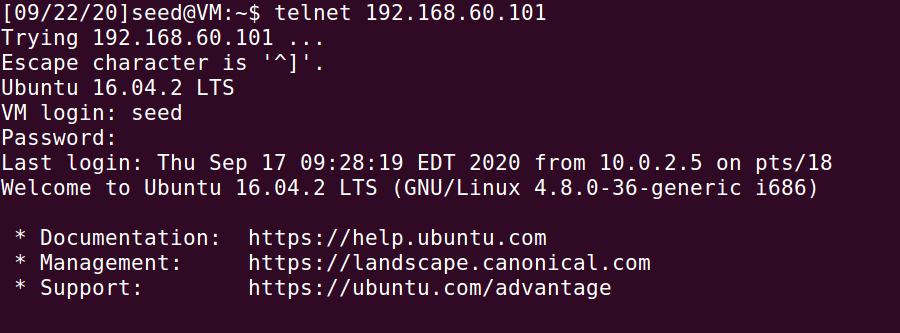 [09/22/20]seed@VM:~$ telnet 192.168.60.101
Trying 192.168.60.101 ...
Escape character is '^]'.
Ubuntu 16.04.2 LTS
VM login: seed
Password:
Last login: Thu Sep 17 09:28:19 EDT 2020 from 10.0.2.5 on pts/18
Welcome to Ubuntu 16.04.2 LTS (GNU/Linux 4.8.0-36-generic i686)

 * Documentation:  https://help.ubuntu.com
 * Management:     https://landscape.canonical.com
 * Support:        https://ubuntu.com/advantage